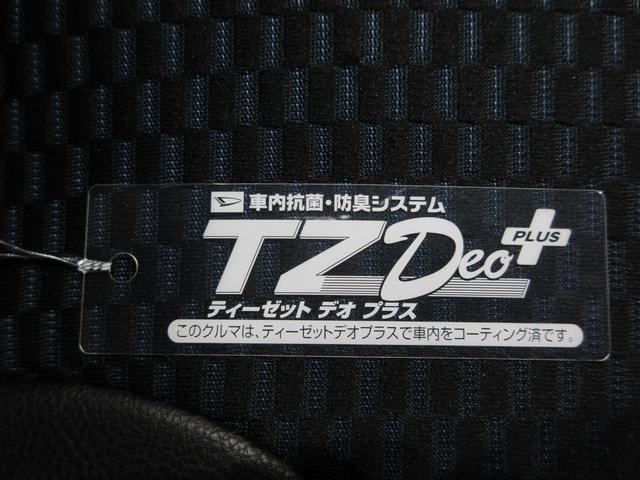 車内抗菌・防臭システム
TZ Deo PLUS
ティーゼット デオ プラス
このクルマは、ティーゼットデオプラスで車内をコーティング済です。